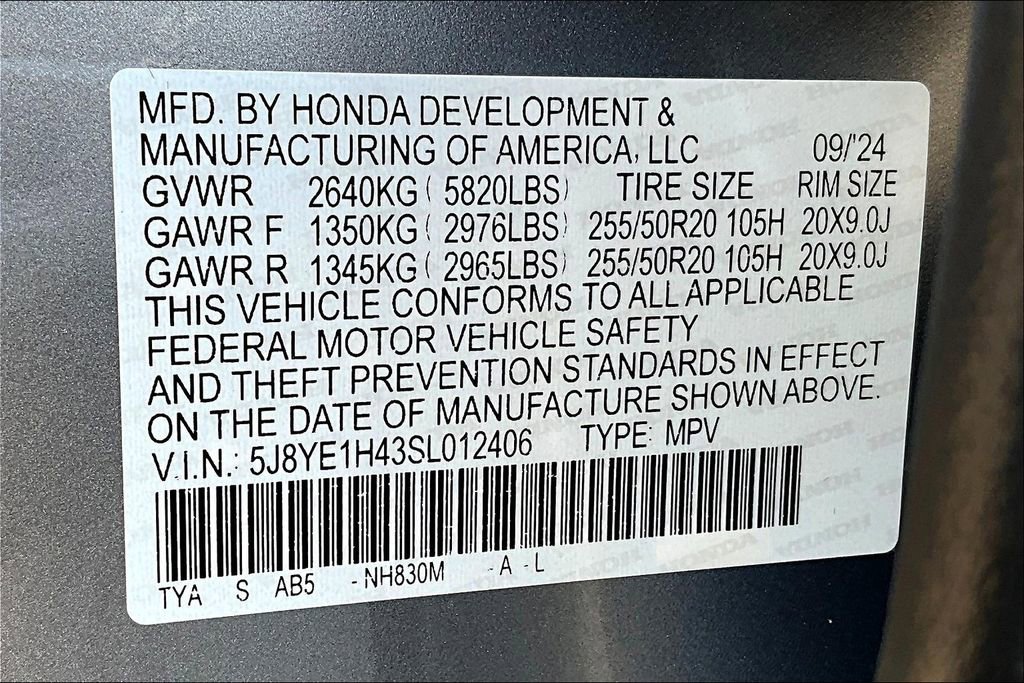 MFD. BY HONDA DEVELOPMENT &
MANUFACTURING OF AMERICA, LLC 09/'24
GVWR 2640KG ( 5820LBS) TIRE SIZE RIM SIZE
GAWR F 1350KG ( 2976LBS) 255/50R20 105H 20X9.0J
GAWR R 1345KG ( 2965LBS) 255/50R20 105H 20X9.0J
THIS VEHICLE CONFORMS TO ALL APPLICABLE
FEDERAL MOTOR VEHICLE SAFETY
AND THEFT PREVENTION STANDARDS IN EFFECT
ON THE DATE OF MANUFACTURE SHOWN ABOVE.
V.I.N.: 5J8YE1H43SL012406 TYPE: MPV
TYA S AB5 -NH830M -A -L